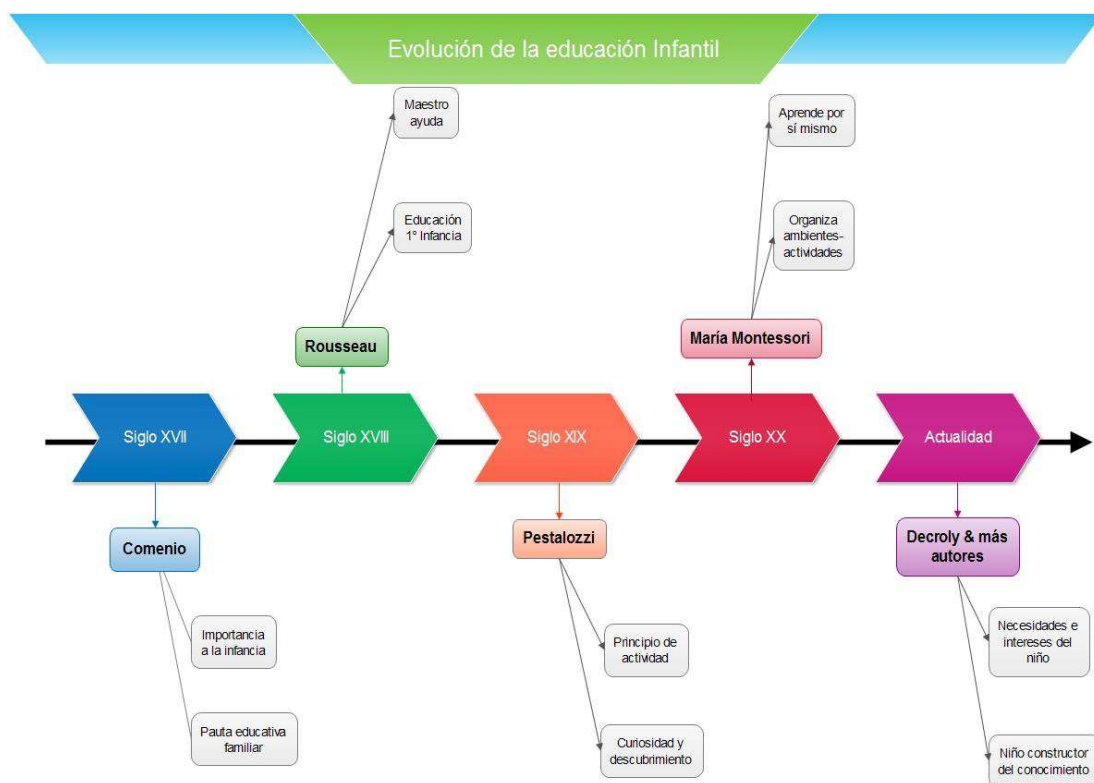 Evolución de la educación Infantil
Maestro
ayuda
Educación
1° Infancia
Rousseau
Aprende por
sí mismo
Organiza
ambientes-
actividades
María Montessori
Siglo XVII
Siglo XVIII
Siglo XIX
Siglo XX
Actualidad
Comenio
Importancia
a la infancia
Pauta educativa
familiar
Pestalozzi
Principio de
actividad
Curiosidad y
descubrimiento
Decroly & más
autores
Necesidades e
intereses del
niño
Niño constructor
del conocimiento